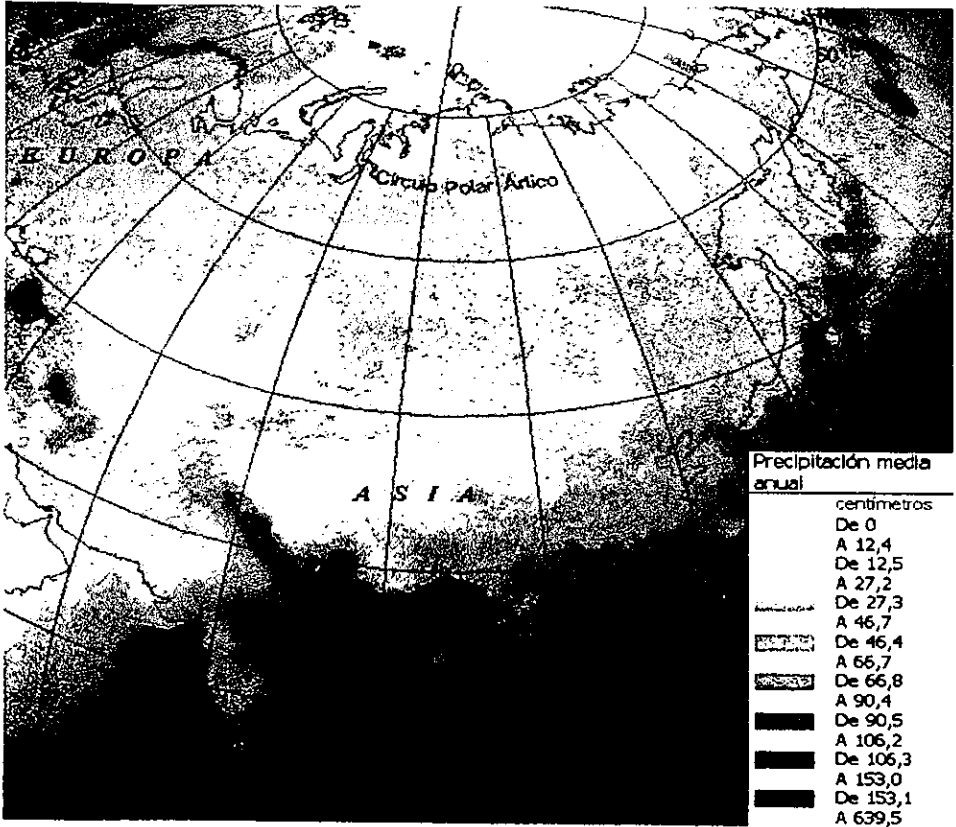 EUROPA
Círculo Polar Ártico
ASIA
Precipitación media
anual
centímetros
De 0
A 12,4
De 12,5
A 27,2
De 27,3
A 46,7
De 46,4
A 66,7
De 66,8
A 90,4
De 90,5
A 106,2
De 106,3
A 153,0
De 153,1
A 639,5